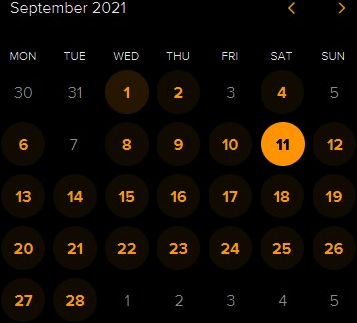 September 2021
MON TUE WED THU FRI SAT SUN
30 31 1 2 3 4 5
6 7 8 9 10 11 12
13 14 15 16 17 18 19
20 21 22 23 24 25 26
27 28 1 2 3 4 5